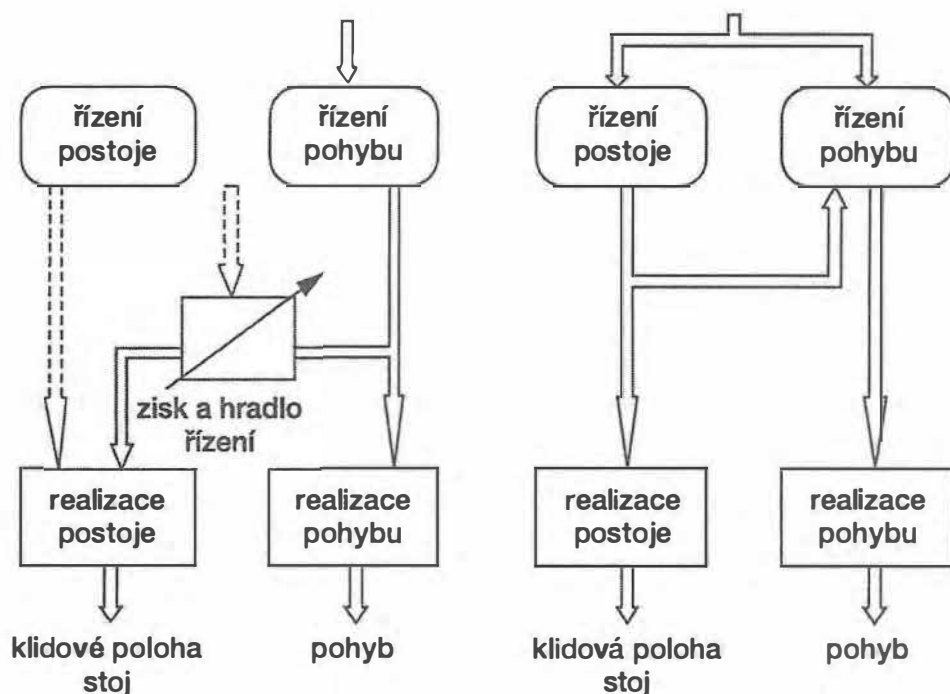 řízení
postoje
řízení
pohybu
řízení
postoje
řízení
pohybu
zisk a hradlo
řízení
realizace
postoje
realizace
pohybu
realizace
postoje
realizace
pohybu
klidové poloha
stoj
pohyb
klidová poloha
stoj
pohyb